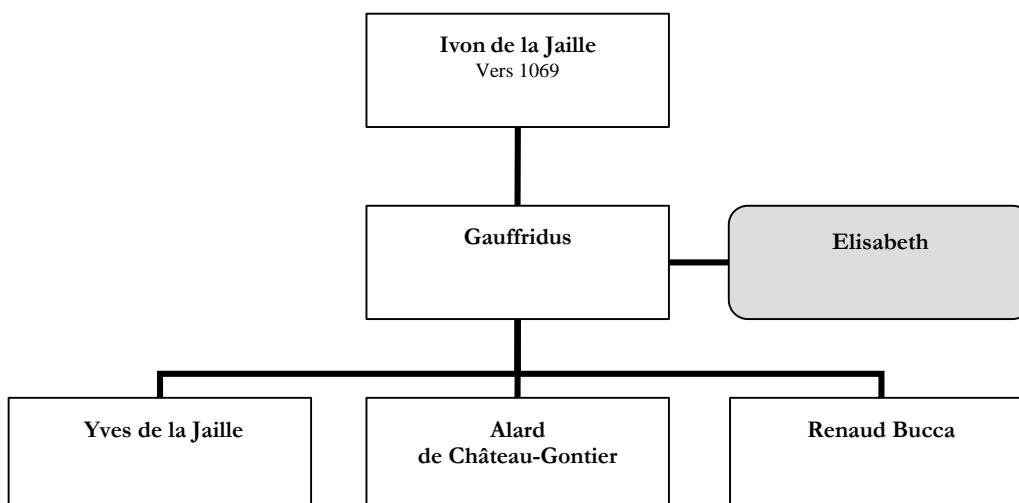 Ivon de la Jaille
Vers 1069
Gauffridus
Elisabeth
Yves de la Jaille
Alard
de Château-Gontier
Renaud Bucca